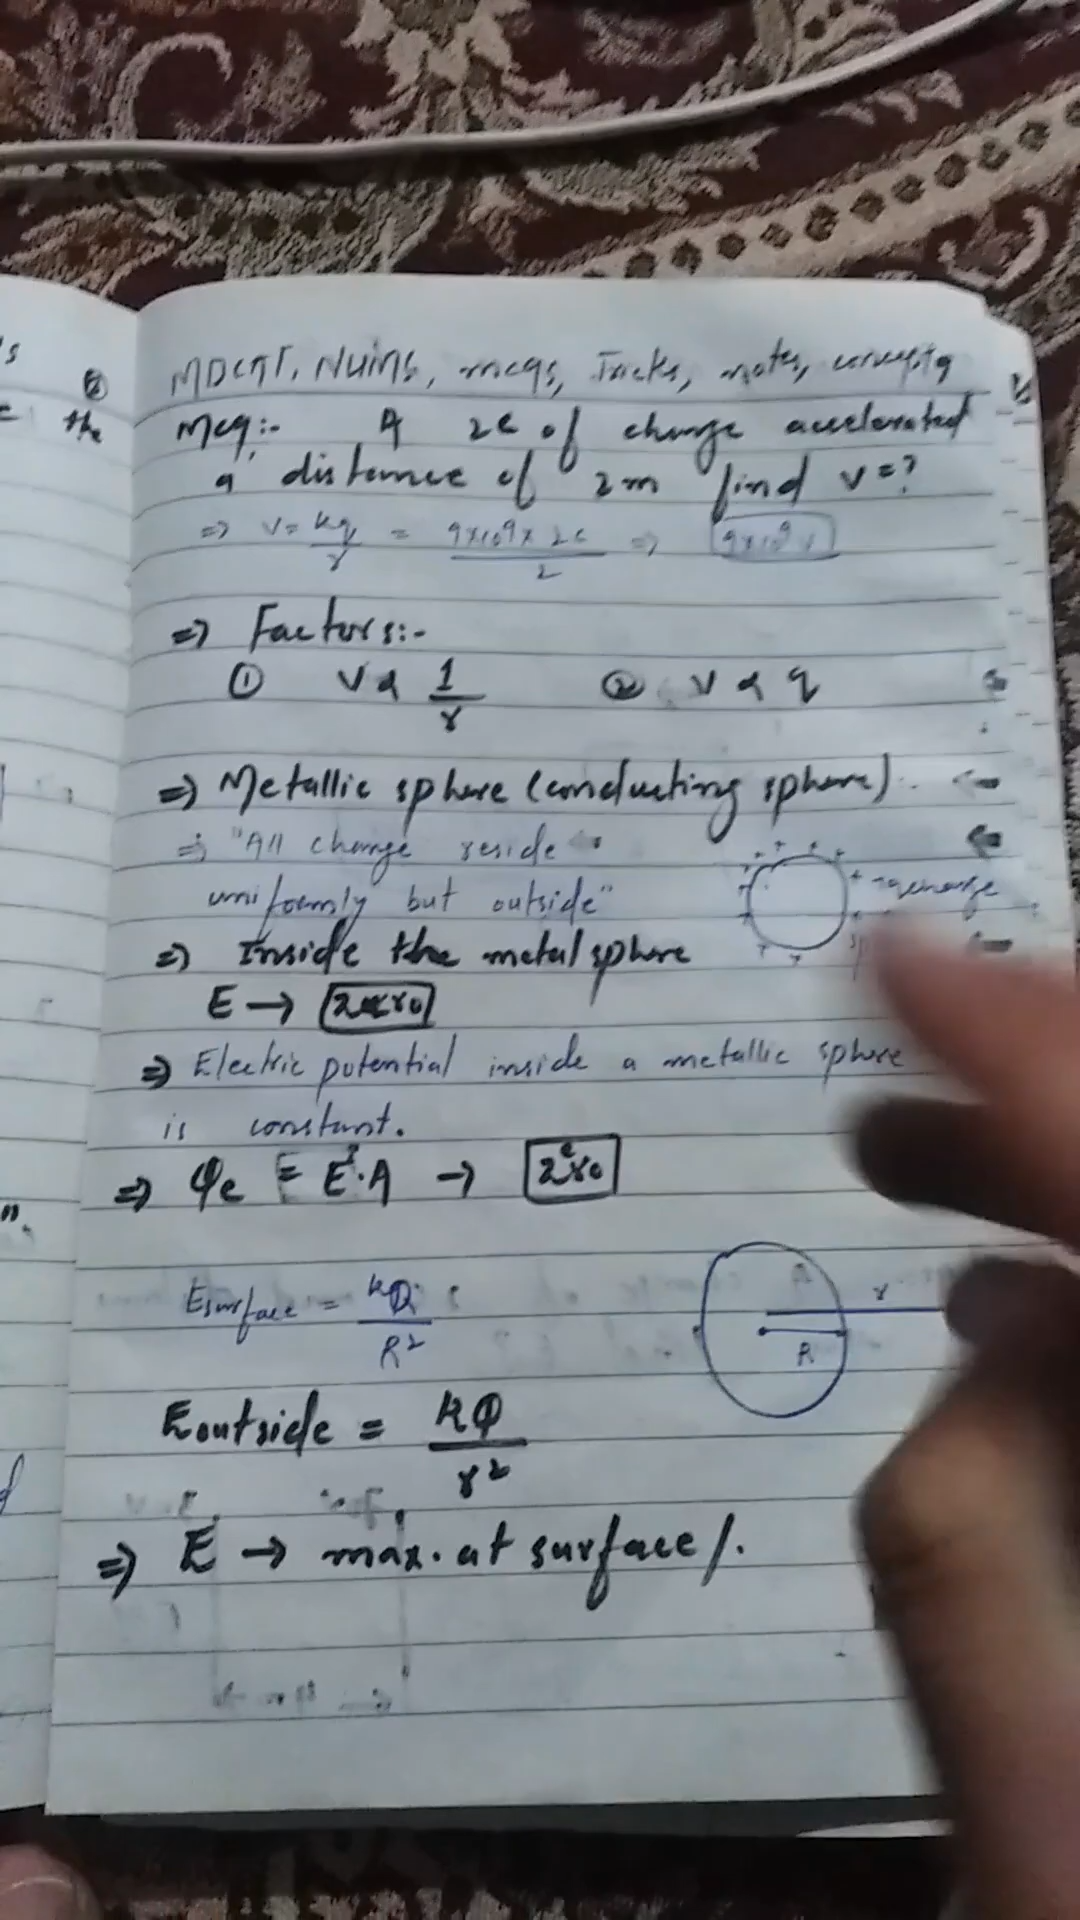 MDCAT, NUMS, mcqs, Tricks, notes, concepts
the
Mcq:- A 2C of charge accelerated
a distance of 2m find V=?
=> V = kq/r = 9x10^9 x 2C/2 => 9x10^9 V
=> Factors:-
① V α 1/r ② V α q
=> Metallic sphere (conducting sphere).
=> "All charge reside
uniformly but outside"
+ + + + + → charge
=> Inside the metal sphere
E → zero
=> Electric potential inside a metallic sphere
is constant.
=> φe = E·A → zero
Esurface = kQ/R²
r
R
Eoutside = kQ/r²
=> E → max. at surface/.